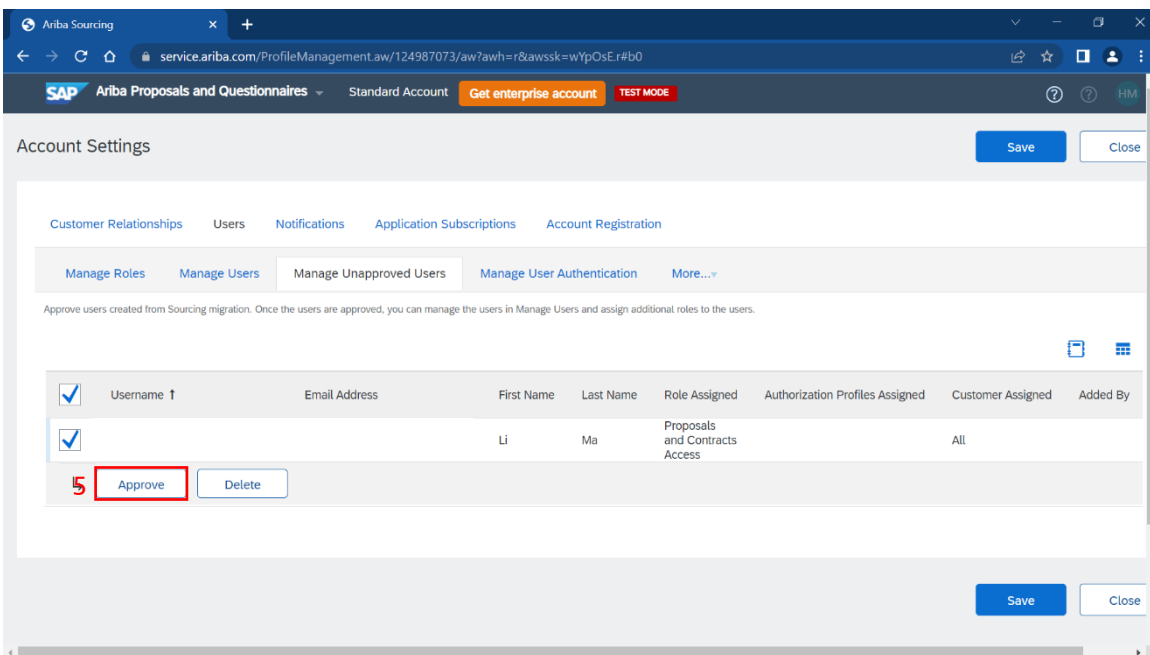 Ariba Sourcing
service.ariba.com/ProfileManagement.aw/124987073/aw?awh=r&awssk=wYpOsE.r#b0
SAP Ariba Proposals and Questionnaires Standard Account Get enterprise account TEST MODE HM
Account Settings Save Close
Customer Relationships Users Notifications Application Subscriptions Account Registration
Manage Roles Manage Users Manage Unapproved Users Manage User Authentication More...
Approve users created from Sourcing migration. Once the users are approved, you can manage the users in Manage Users and assign additional roles to the users.
Username ↑ Email Address First Name Last Name Role Assigned Authorization Profiles Assigned Customer Assigned Added By
Li Ma Proposals and Contracts Access All
5 Approve Delete
Save Close